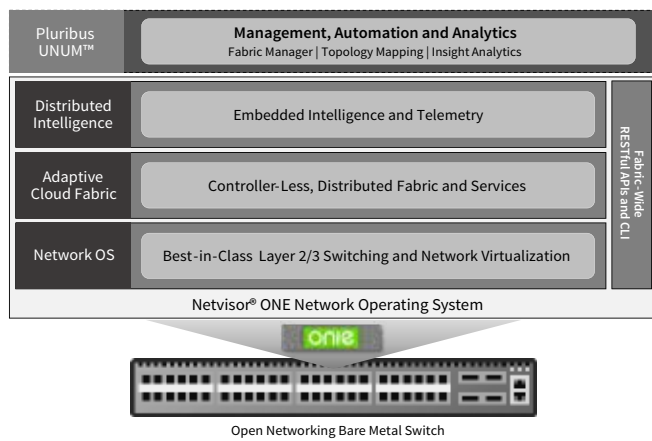 Pluribus
UNUM™
Management, Automation and Analytics
Fabric Manager | Topology Mapping | Insight Analytics
Distributed
Intelligence
Embedded Intelligence and Telemetry
Adaptive
Cloud Fabric
Controller-Less, Distributed Fabric and Services
Network OS
Best-in-Class Layer 2/3 Switching and Network Virtualization
Fabric-Wide
RESTful APIs and CLI
Netvisor® ONE Network Operating System
onie
Open Networking Bare Metal Switch